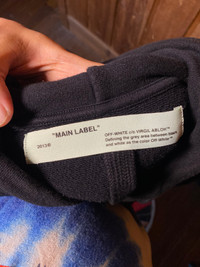 "MAIN LABEL"
2013®
OFF-WHITE c/o VIRGIL ABLOH™
Defining the grey area between black
and white as the color Off-White™